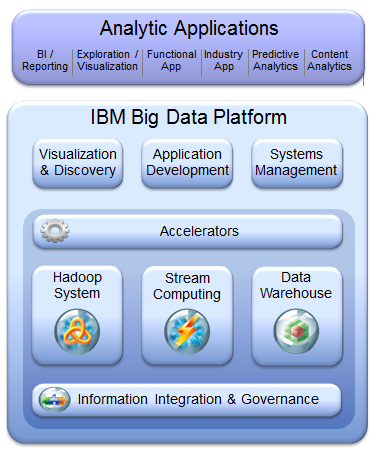 Analytic Applications
BI / Exploration / Functional Industry Predictive Content
Reporting Visualization App App Analytics Analytics
IBM Big Data Platform
Visualization Application Systems
& Discovery Development Management
Accelerators
Hadoop Stream Data
System Computing Warehouse
Information Integration & Governance